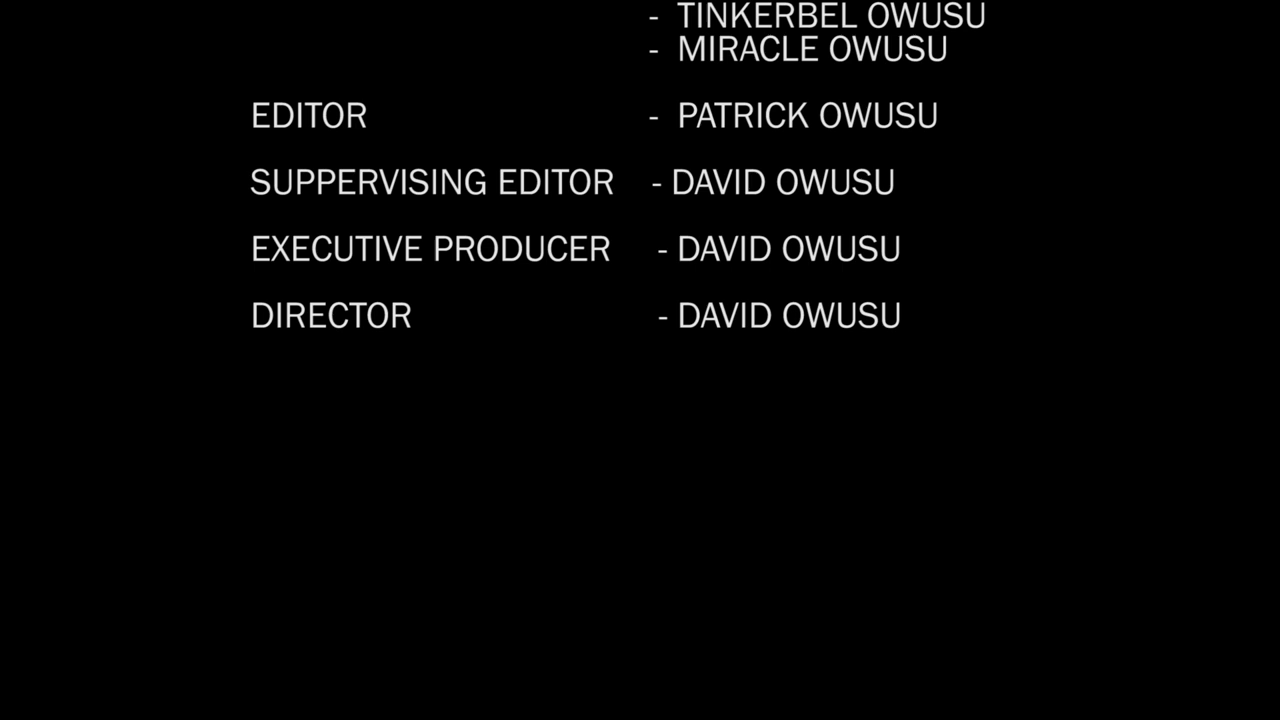 - TINKERBEL OWUSU
- MIRACLE OWUSU
EDITOR - PATRICK OWUSU
SUPPERVISING EDITOR - DAVID OWUSU
EXECUTIVE PRODUCER - DAVID OWUSU
DIRECTOR - DAVID OWUSU